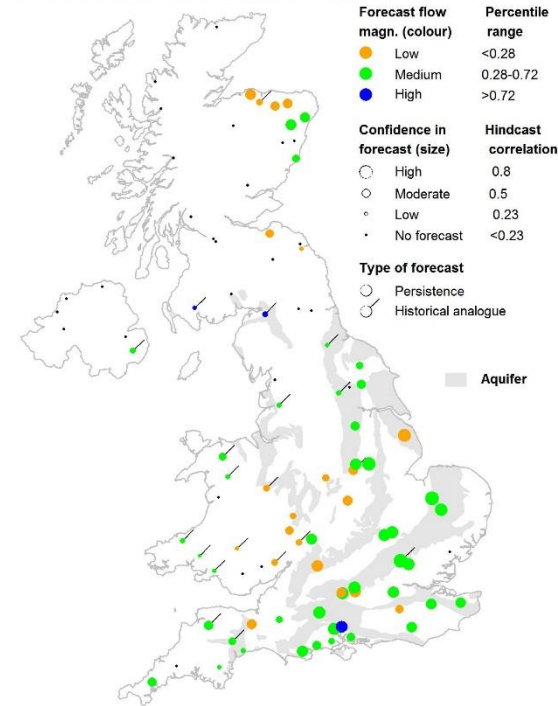 Forecast flow Percentile
magn. (colour) range
Low <0.28
Medium 0.28-0.72
High >0.72
Confidence in Hindcast
forecast (size) correlation
High 0.8
Moderate 0.5
Low 0.23
No forecast <0.23
Type of forecast
Persistence
Historical analogue
Aquifer